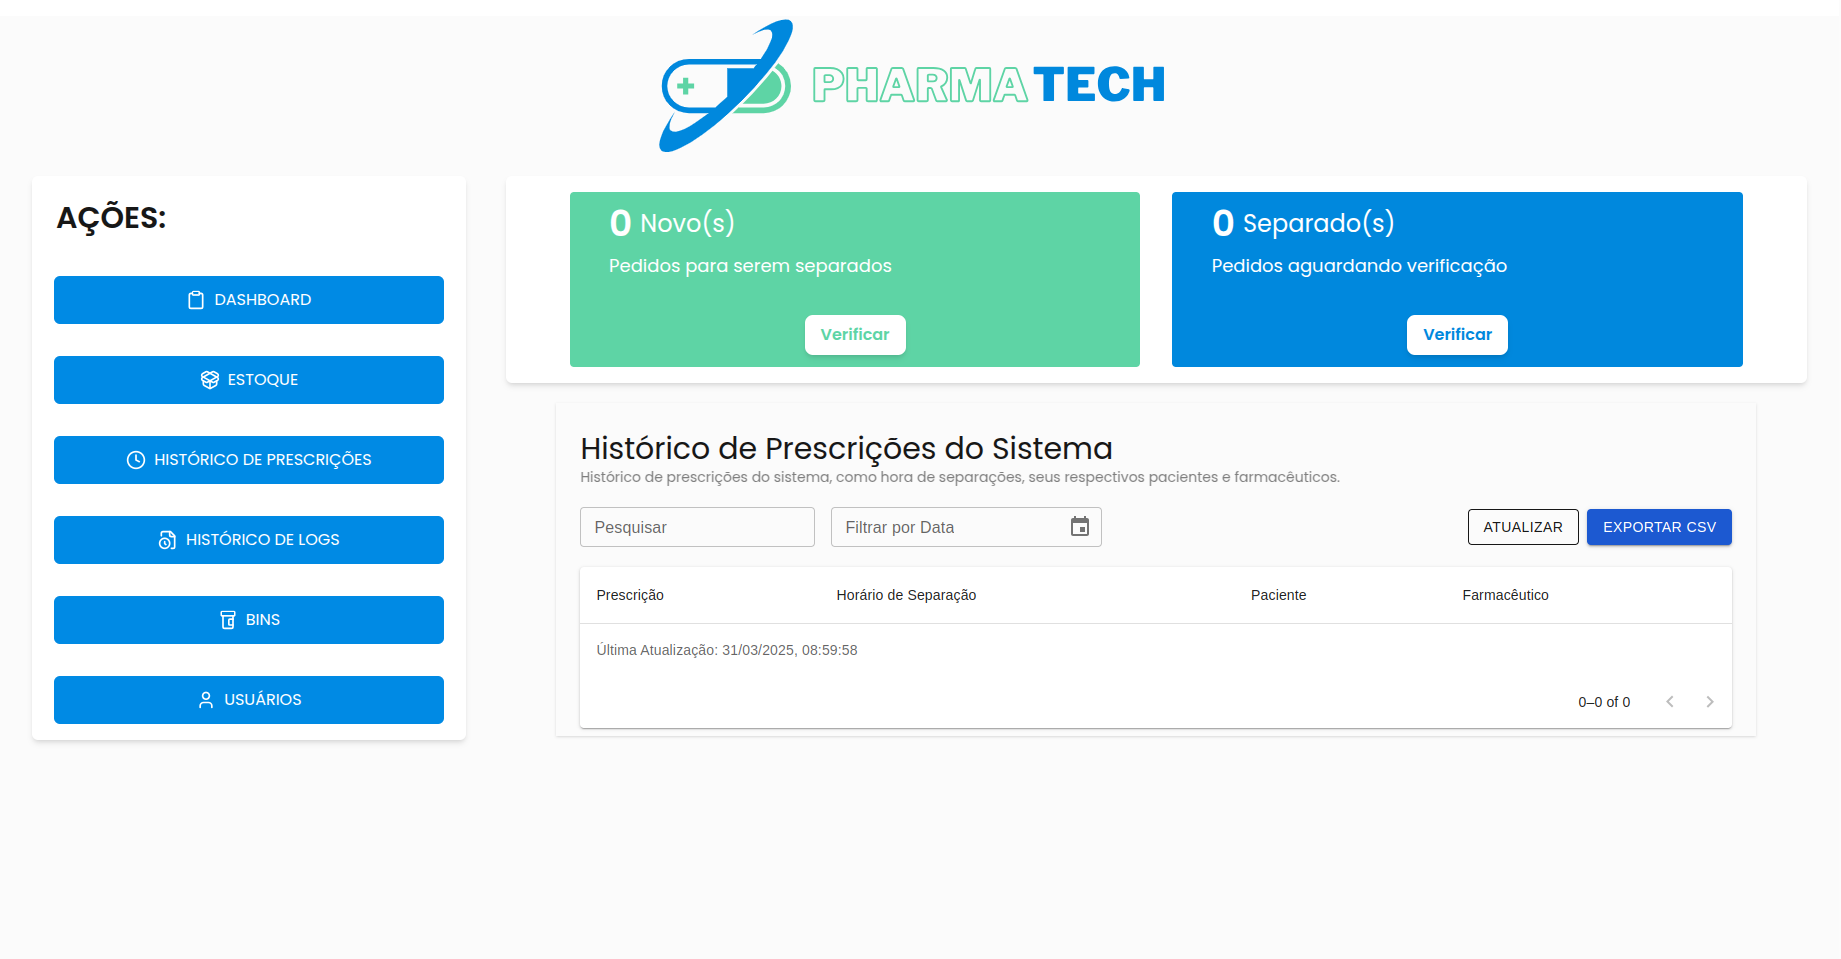 PHARMATECH
AÇÕES:
DASHBOARD
ESTOQUE
HISTÓRICO DE PRESCRIÇÕES
HISTÓRICO DE LOGS
BINS
USUÁRIOS
0 Novo(s)
Pedidos para serem separados
Verificar
0 Separado(s)
Pedidos aguardando verificação
Verificar
Histórico de Prescrições do Sistema
Histórico de prescrições do sistema, como hora de separações, seus respectivos pacientes e farmacêuticos.
Pesquisar
Filtrar por Data
ATUALIZAR
EXPORTAR CSV
Prescrição Horário de Separação Paciente Farmacêutico
Última Atualização: 31/03/2025, 08:59:58
0–0 of 0